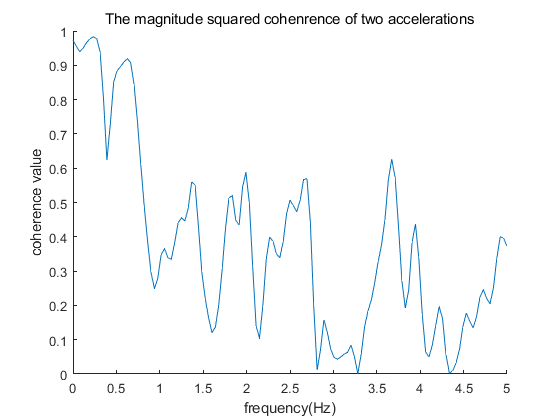 The magnitude squared cohenrence of two accelerations
1
0.9
0.8
0.7
0.6
0.5
0.4
0.3
0.2
0.1
0
coherence value
0 0.5 1 1.5 2 2.5 3 3.5 4 4.5 5
frequency(Hz)